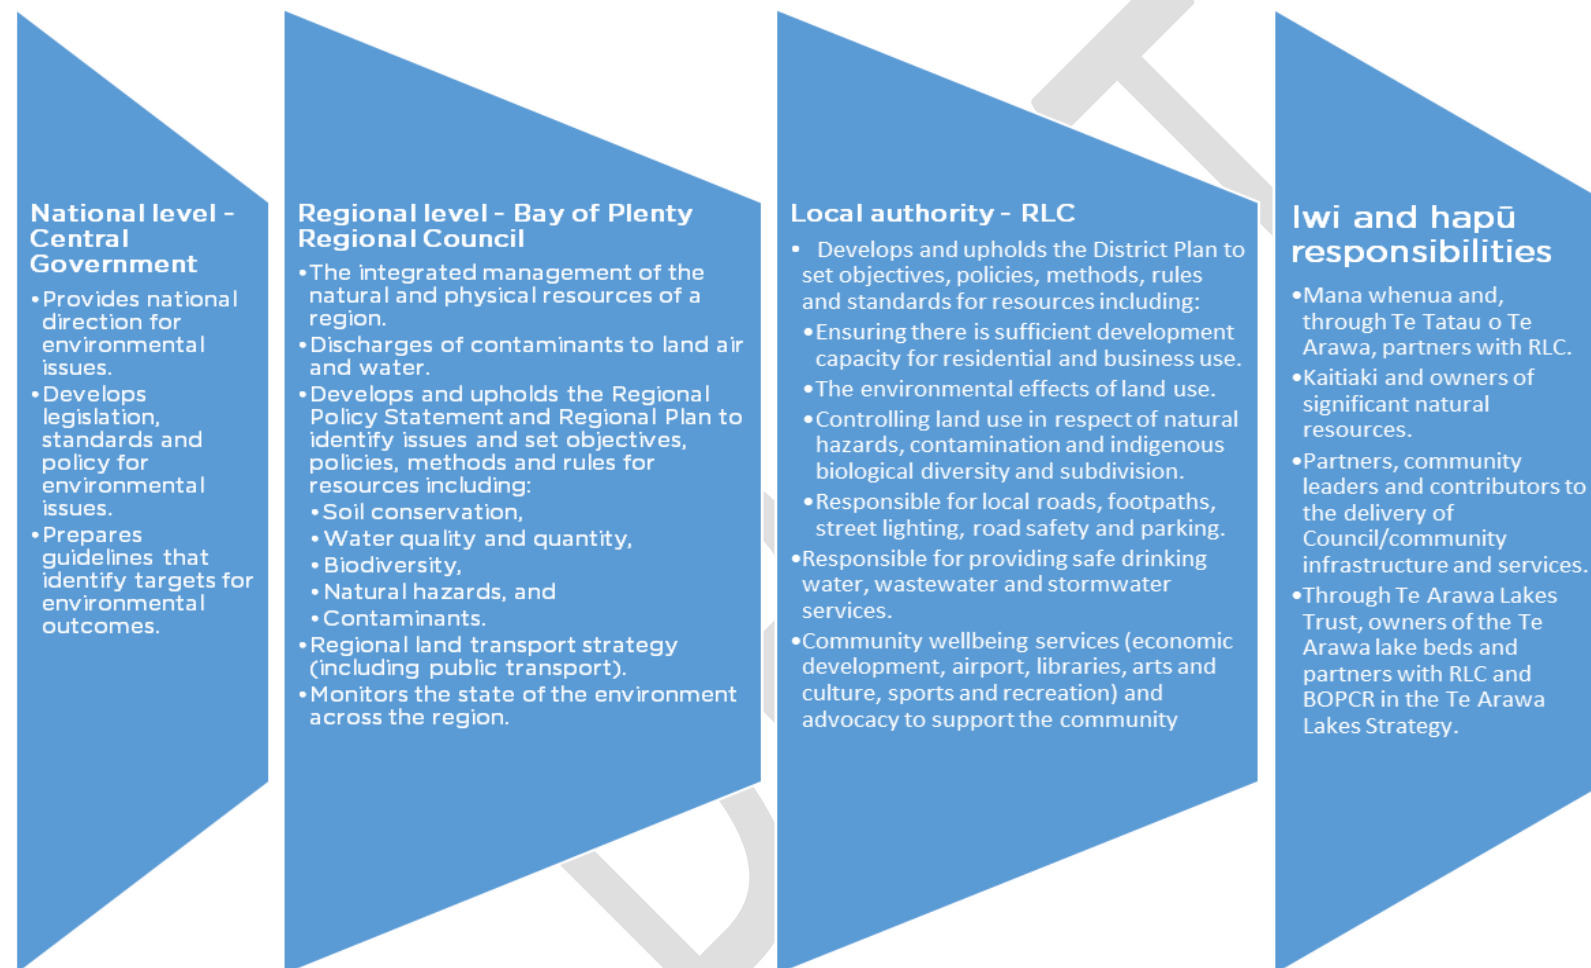 National level -
Central
Government
•Provides national
direction for
environmental
issues.
•Develops
legislation,
standards and
policy for
environmental
issues.
•Prepares
guidelines that
identify targets for
environmental
outcomes.
Regional level - Bay of Plenty
Regional Council
•The integrated management of the
natural and physical resources of a
region.
•Discharges of contaminants to land air
and water.
•Develops and upholds the Regional
Policy Statement and Regional Plan to
identify issues and set objectives,
policies, methods and rules for
resources including:
•Soil conservation,
•Water quality and quantity,
•Biodiversity,
•Natural hazards, and
•Contaminants.
•Regional land transport strategy
(including public transport).
•Monitors the state of the environment
across the region.
Local authority - RLC
• Develops and upholds the District Plan to
set objectives, policies, methods, rules
and standards for resources including:
•Ensuring there is sufficient development
capacity for residential and business use.
•The environmental effects of land use.
•Controlling land use in respect of natural
hazards, contamination and indigenous
biological diversity and subdivision.
•Responsible for local roads, footpaths,
street lighting, road safety and parking.
•Responsible for providing safe drinking
water, wastewater and stormwater
services.
•Community wellbeing services (economic
development, airport, libraries, arts and
culture, sports and recreation) and
advocacy to support the community
Iwi and hapū
responsibilities
•Mana whenua and,
through Te Tatau o Te
Arawa, partners with RLC.
•Kaitiaki and owners of
significant natural
resources.
•Partners, community
leaders and contributors to
the delivery of
Council/community
infrastructure and services.
•Through Te Arawa Lakes
Trust, owners of the Te
Arawa lake beds and
partners with RLC and
BOPCR in the Te Arawa
Lakes Strategy.